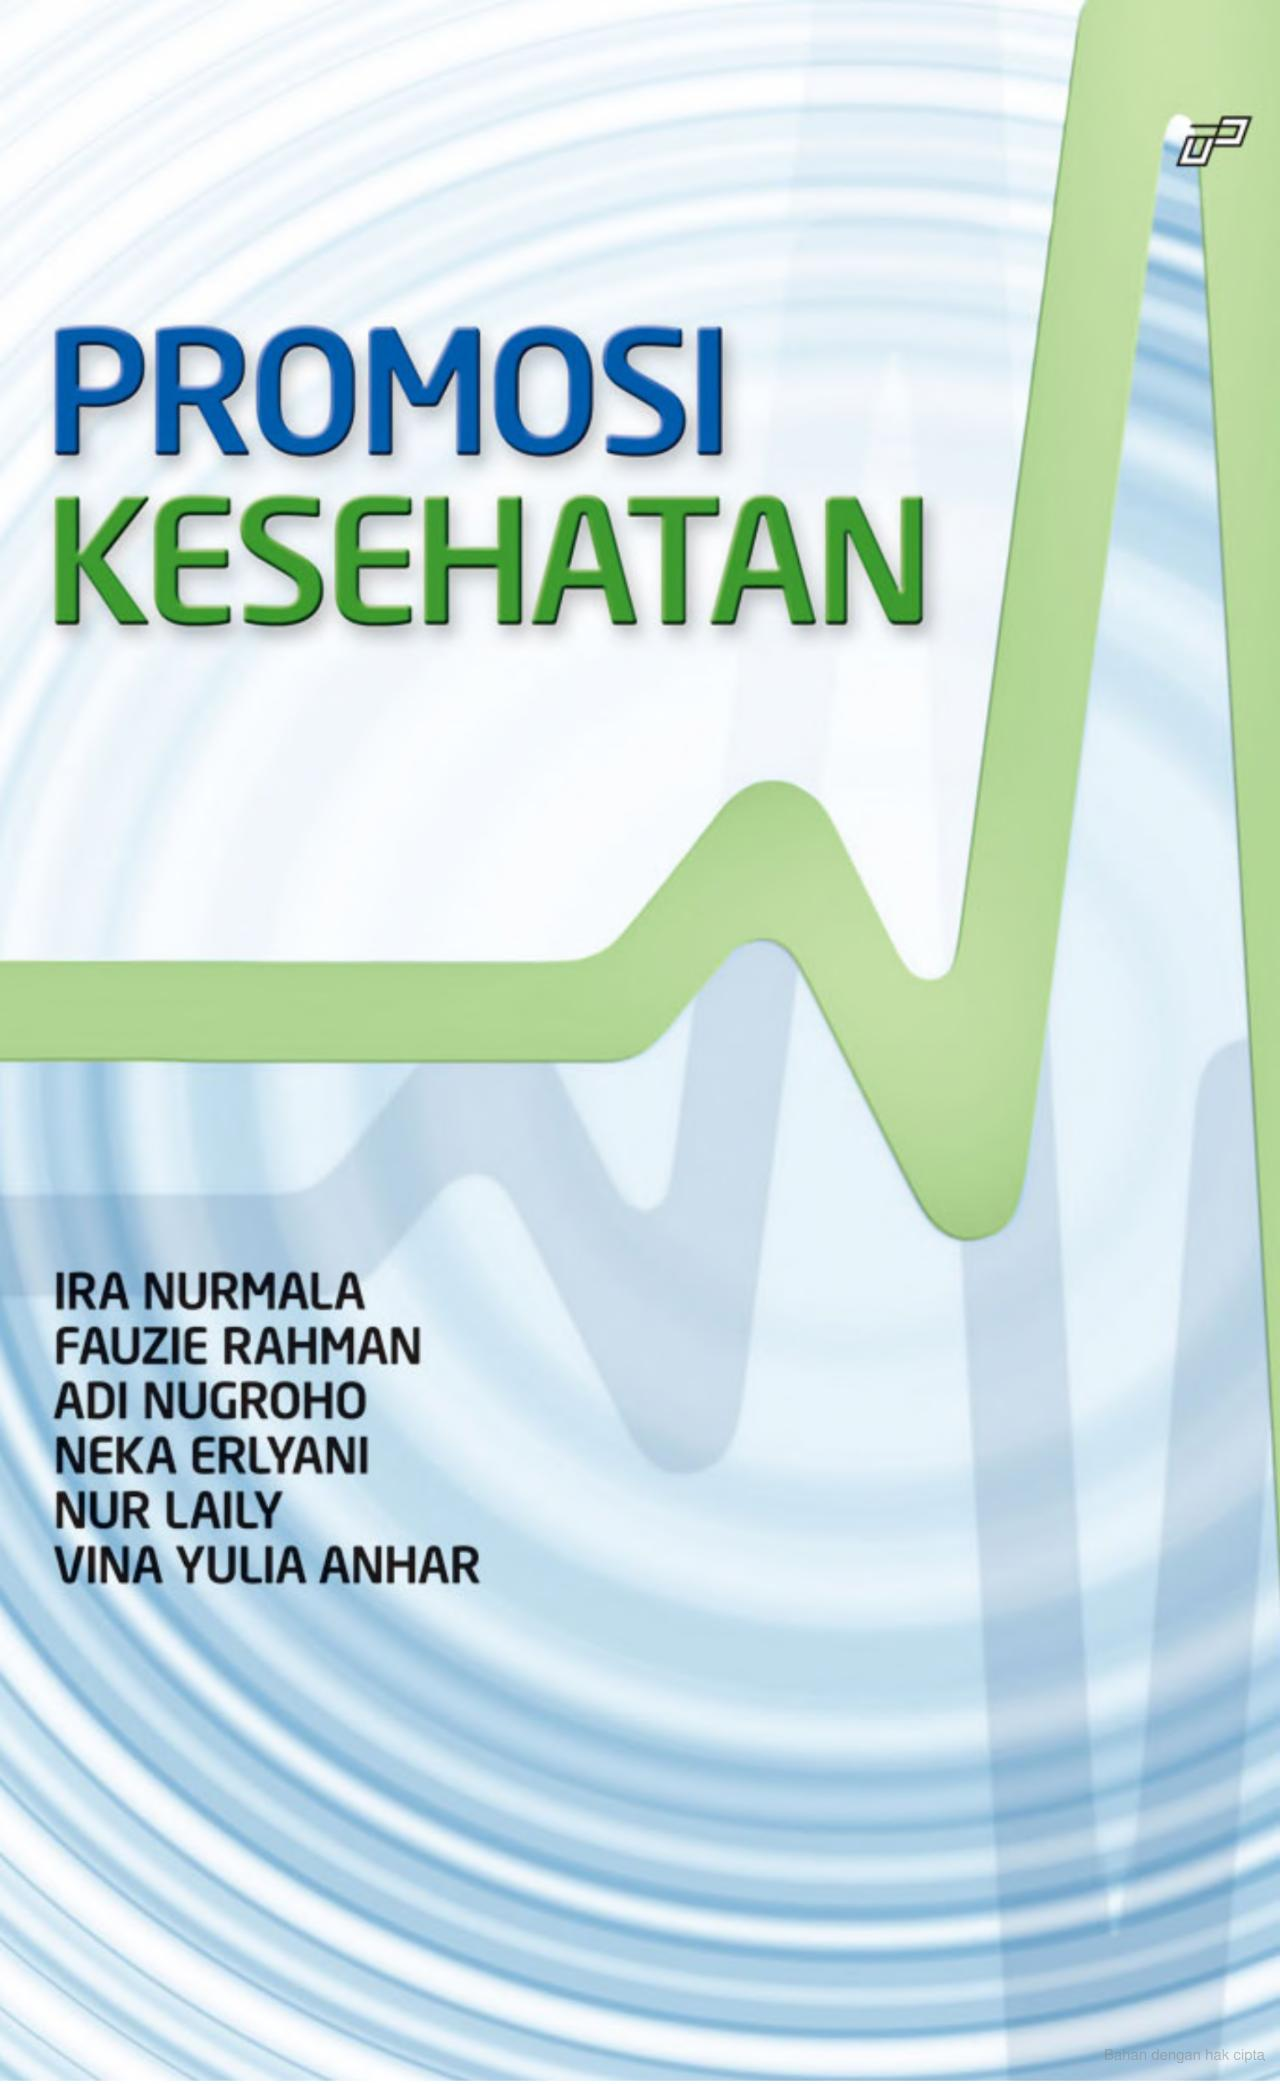 PROMOSI
KESEHATAN
IRA NURMALA
FAUZIE RAHMAN
ADI NUGROHO
NEKA ERLYANI
NUR LAILY
VINA YULIA ANHAR
Bahan dengan hak cipta